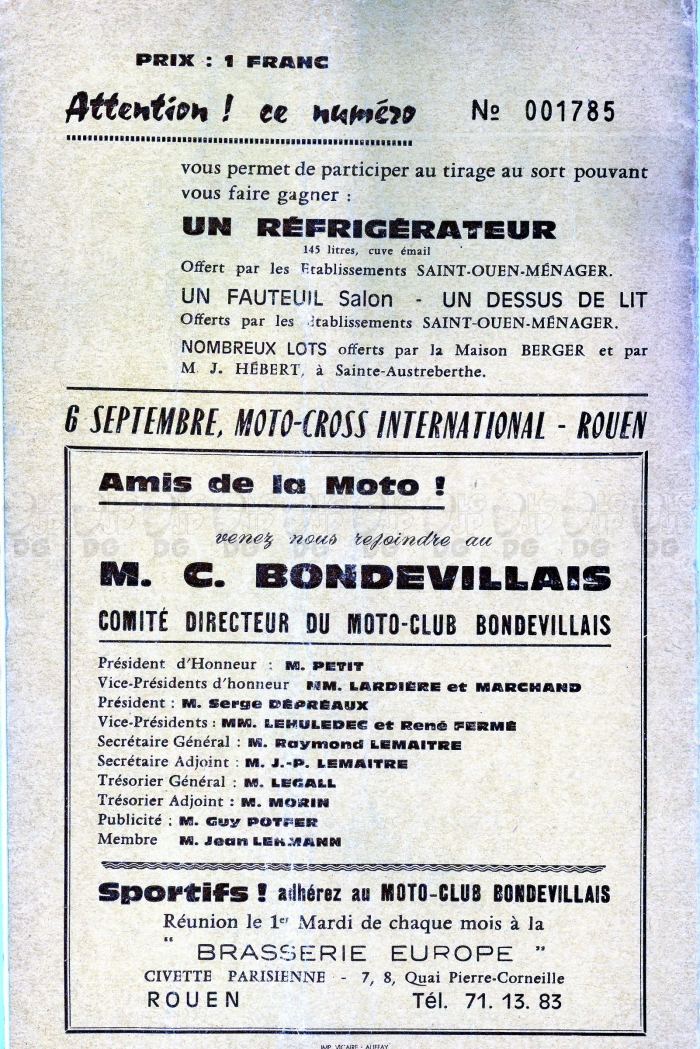 PRIX : 1 FRANC
Attention ! ce numéro Nº 001785
vous permet de participer au tirage au sort pouvant
vous faire gagner :
UN RÉFRIGÉRATEUR
145 litres, cuve émail
Offert par les Etablissements SAINT-OUEN-MÉNAGER.
UN FAUTEUIL Salon - UN DESSUS DE LIT
Offerts par les Etablissements SAINT-OUEN-MÉNAGER.
NOMBREUX LOTS offerts par la Maison BERGER et par
M. J. HÉBERT, à Sainte-Austreberthe.
6 SEPTEMBRE, MOTO-CROSS INTERNATIONAL - ROUEN
Amis de la Moto !
venez nous rejoindre au
M. C. BONDEVILLAIS
COMITÉ DIRECTEUR DU MOTO-CLUB BONDEVILLAIS
Président d'Honneur : M. PETIT
Vice-Présidents d'honneur MM. LARDIÈRE et MARCHAND
Président : M. Serge DÉPRÉAUX
Vice-Présidents : MM. LEHULEDEC et René FERMÉ
Secrétaire Général : M. Raymond LEMAITRE
Secrétaire Adjoint : M. J.-P. LEMAITRE
Trésorier Général : M. LEGALL
Trésorier Adjoint : M. MORIN
Publicité : M. Guy POTPER
Membre M. Jean LEHMANN
Sportifs ! adhérez au MOTO-CLUB BONDEVILLAIS
Réunion le 1er Mardi de chaque mois à la
" BRASSERIE EUROPE "
CIVETTE PARISIENNE - 7, 8, Quai Pierre-Corneille
ROUEN Tél. 71. 13. 83
IMP. VICAIRE - AUFFAY